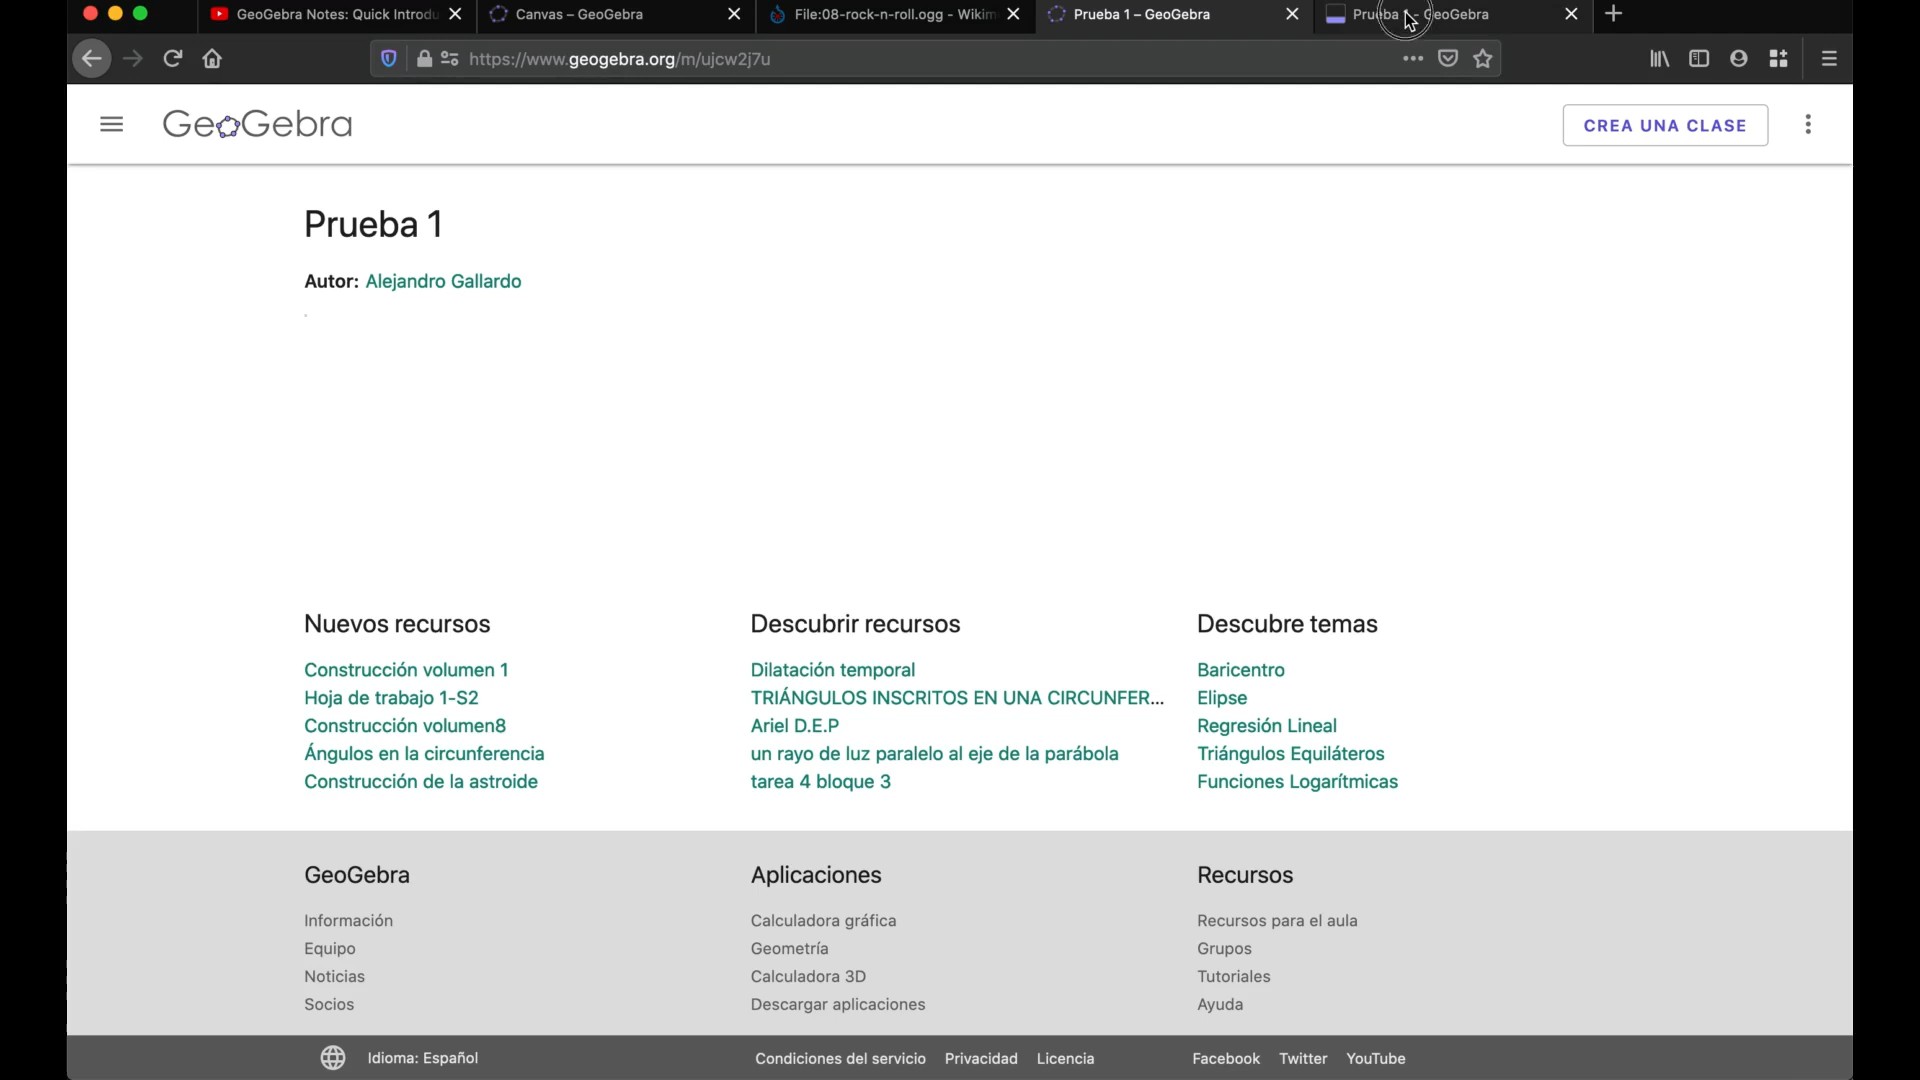 GeoGebra Notes: Quick Introdu
Canvas – GeoGebra
File:08-rock-n-roll.ogg - Wikim
Prueba 1 – GeoGebra
Prueba 1 – GeoGebra
https://www.geogebra.org/m/ujcw2j7u
GeoGebra
CREA UNA CLASE
Prueba 1
Autor: Alejandro Gallardo
Nuevos recursos
Construcción volumen 1
Hoja de trabajo 1-S2
Construcción volumen8
Ángulos en la circunferencia
Construcción de la astroide
Descubrir recursos
Dilatación temporal
TRIÁNGULOS INSCRITOS EN UNA CIRCUNFER...
Ariel D.E.P
un rayo de luz paralelo al eje de la parábola
tarea 4 bloque 3
Descubre temas
Baricentro
Elipse
Regresión Lineal
Triángulos Equiláteros
Funciones Logarítmicas
GeoGebra
Información
Equipo
Noticias
Socios
Aplicaciones
Calculadora gráfica
Geometría
Calculadora 3D
Descargar aplicaciones
Recursos
Recursos para el aula
Grupos
Tutoriales
Ayuda
Idioma: Español
Condiciones del servicio Privacidad Licencia
Facebook Twitter YouTube